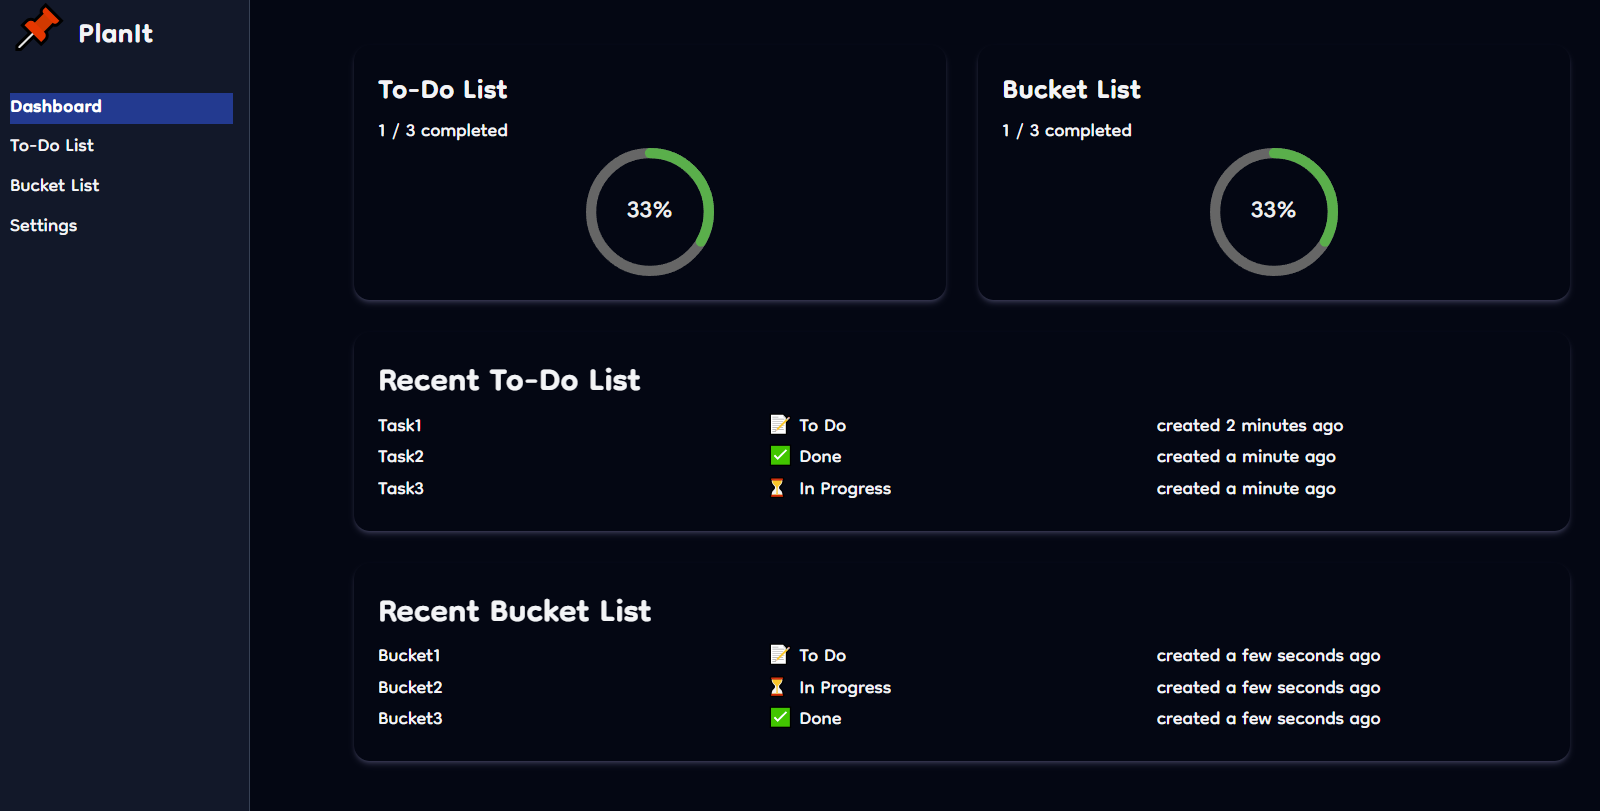 PlanIt
Dashboard
To-Do List
Bucket List
Settings
To-Do List
1 / 3 completed
33%
Bucket List
1 / 3 completed
33%
Recent To-Do List
Task1 📝 To Do created 2 minutes ago
Task2 ✅ Done created a minute ago
Task3 ⏳ In Progress created a minute ago
Recent Bucket List
Bucket1 📝 To Do created a few seconds ago
Bucket2 ⏳ In Progress created a few seconds ago
Bucket3 ✅ Done created a few seconds ago